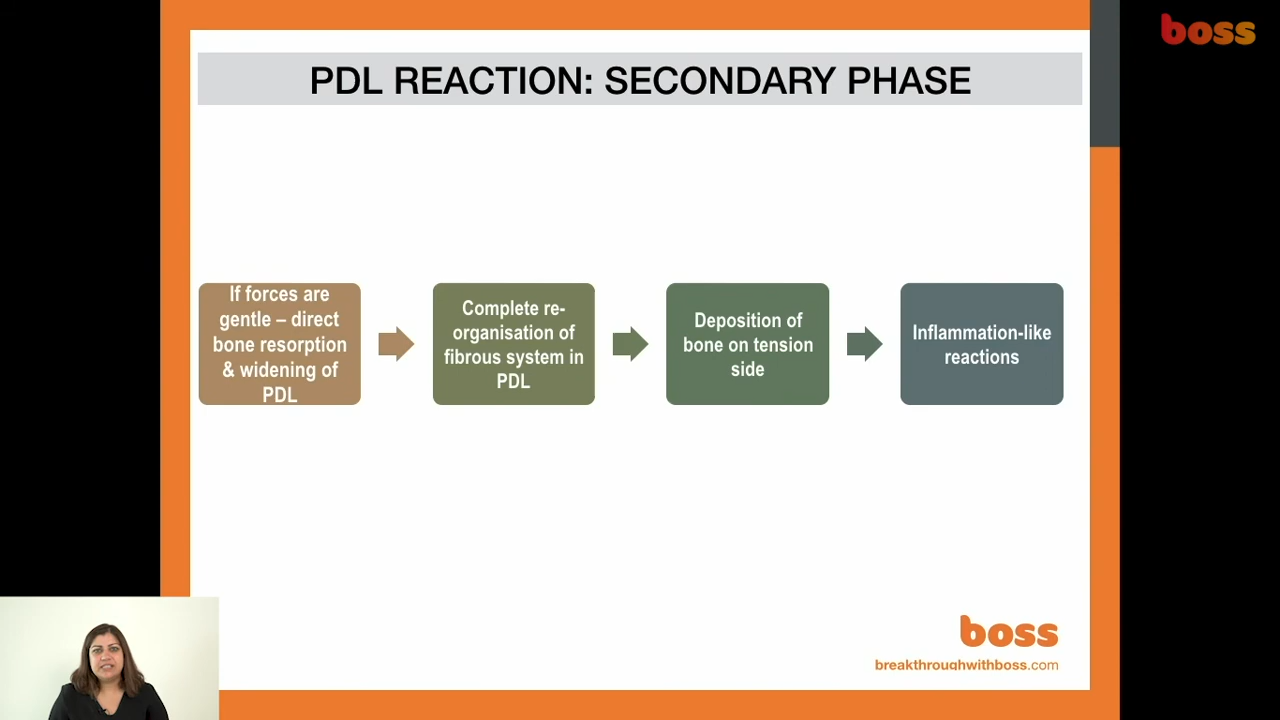 boss
PDL REACTION: SECONDARY PHASE
If forces are
gentle – direct
bone resorption
& widening of
PDL
Complete re-
organisation of
fibrous system in
PDL
Deposition of
bone on tension
side
Inflammation-like
reactions
boss
breakthroughwithboss.com